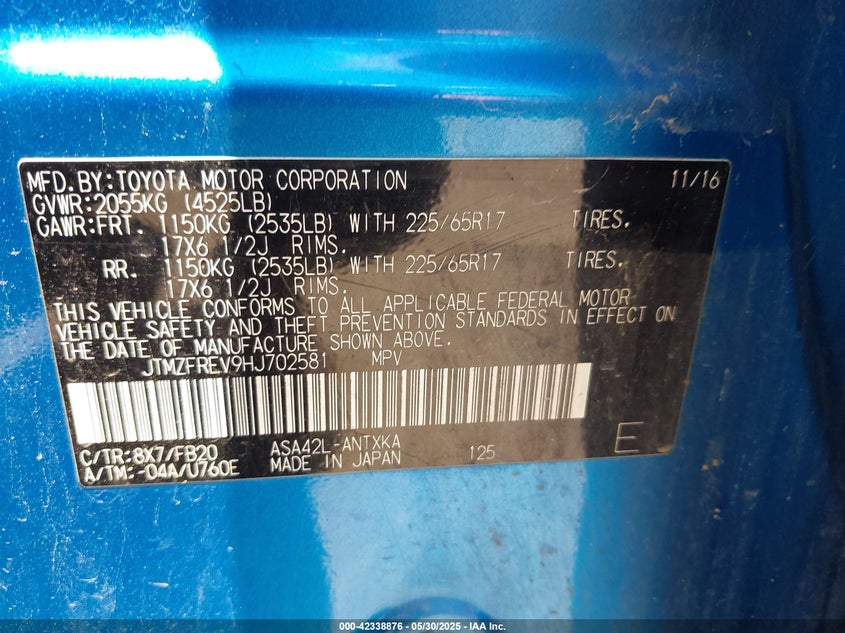 MFD.BY:TOYOTA MOTOR CORPORATION 11/16
GVWR:2055KG (4525LB)
GAWR:FRT. 1150KG (2535LB) WITH 225/65R17 TIRES.
17X6 1/2J RIMS.
RR. 1150KG (2535LB) WITH 225/65R17 TIRES.
17X6 1/2J RIMS.
THIS VEHICLE CONFORMS TO ALL APPLICABLE FEDERAL MOTOR
VEHICLE SAFETY AND THEFT PREVENTION STANDARDS IN EFFECT ON
THE DATE OF MANUFACTURE SHOWN ABOVE.
JTMZFREV9HJ702581 MPV
C/TR:8X7/FB20 ASA42L-ANTXKA
A/TM:-04A/U760E MADE IN JAPAN 125 E
000-42338876 - 05/30/2025 - IAA Inc.